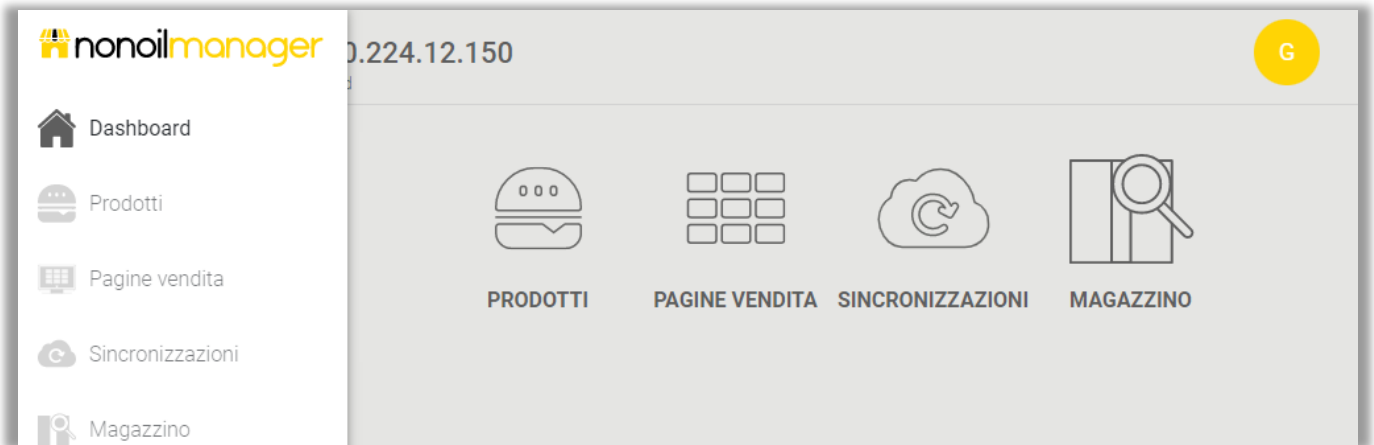 nonoilmanager
0.224.12.150
G
Dashboard
Prodotti
Pagine vendita
Sincronizzazioni
Magazzino
PRODOTTI
PAGINE VENDITA
SINCRONIZZAZIONI
MAGAZZINO